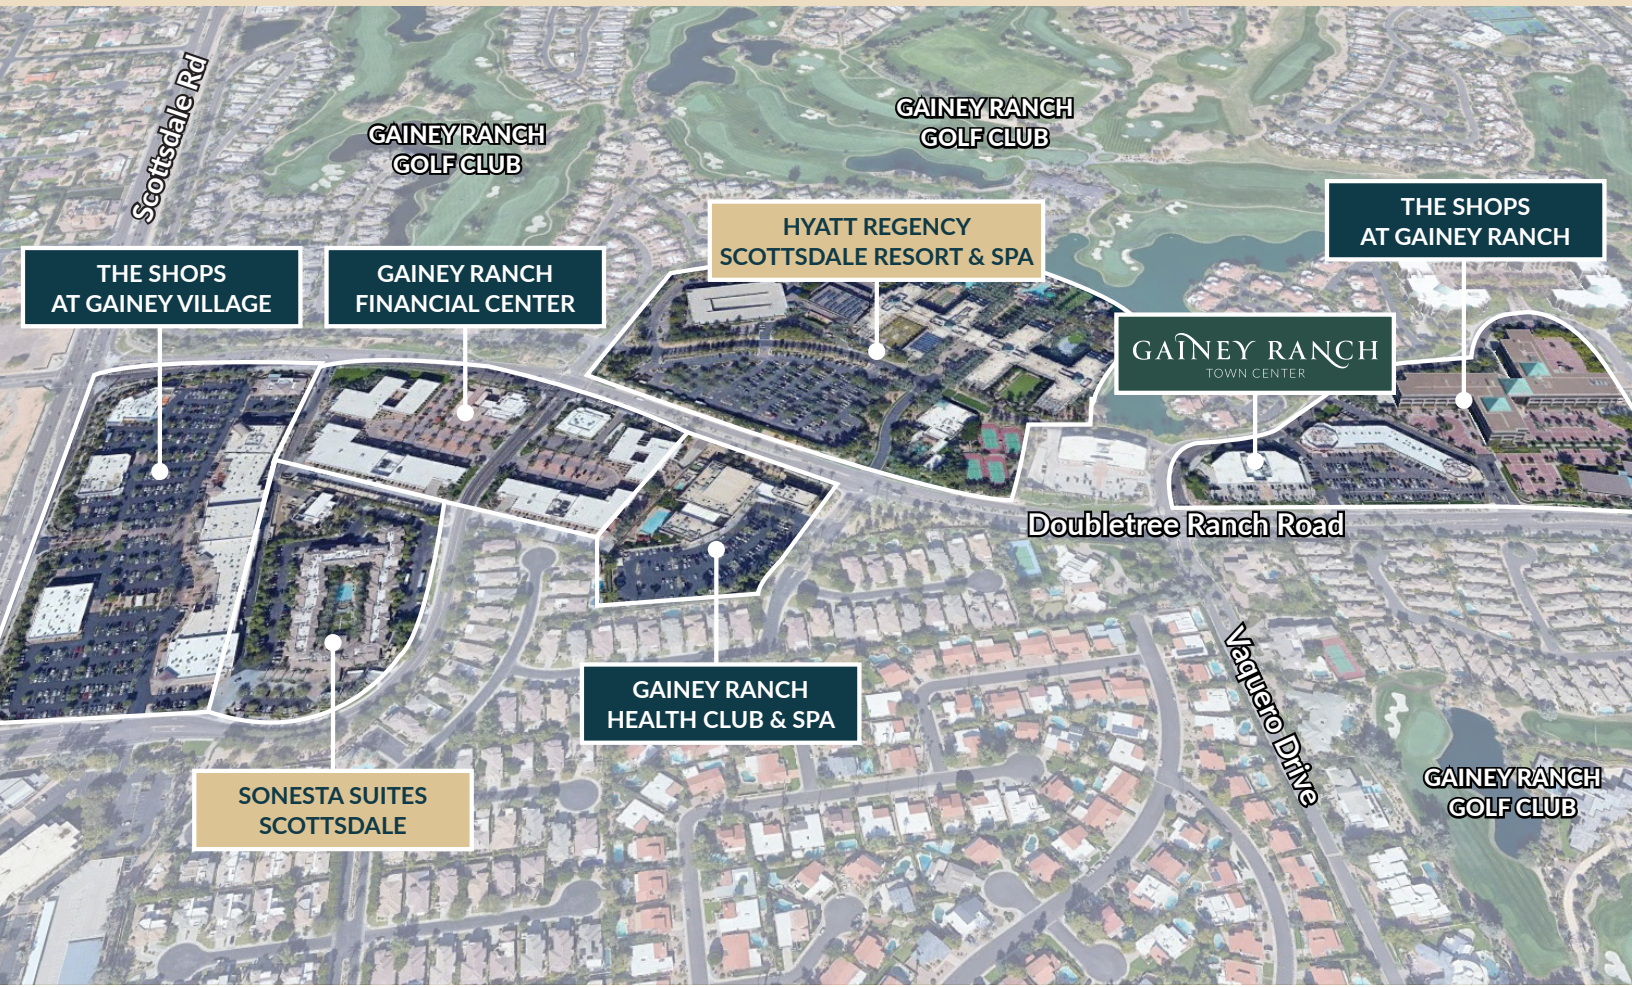 Scottsdale Rd
GAINEY RANCH
GOLF CLUB
GAINEY RANCH
GOLF CLUB
THE SHOPS
AT GAINEY RANCH
HYATT REGENCY
SCOTTSDALE RESORT & SPA
THE SHOPS
AT GAINEY VILLAGE
GAINEY RANCH
FINANCIAL CENTER
GAINEY RANCH
TOWN CENTER
Doubletree Ranch Road
Vaquero Drive
GAINEY RANCH
HEALTH CLUB & SPA
GAINEY RANCH
GOLF CLUB
SONESTA SUITES
SCOTTSDALE